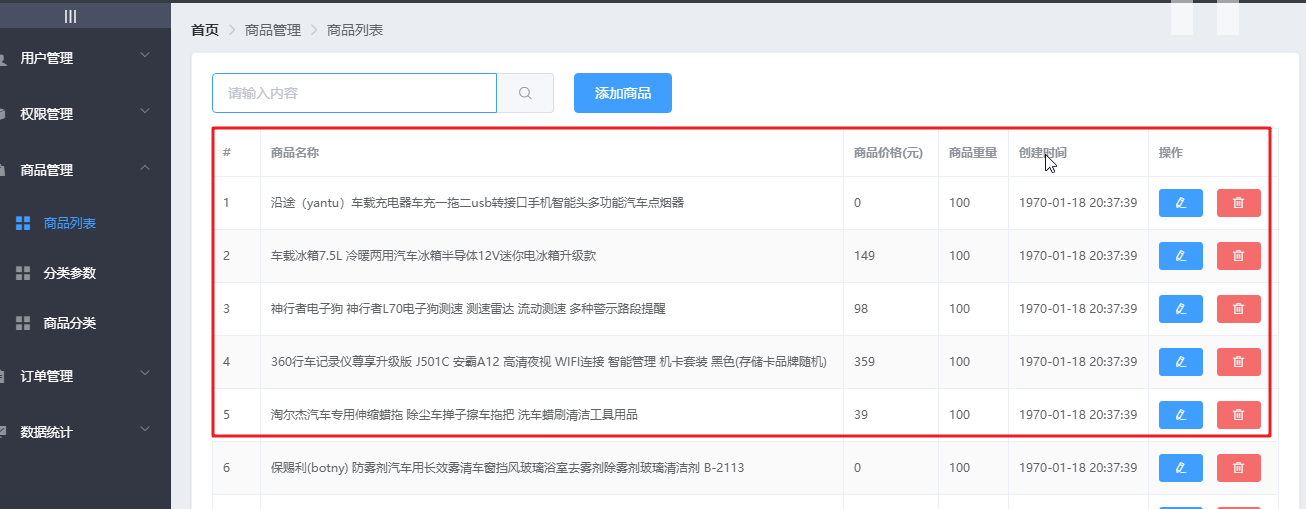 首页 > 商品管理 > 商品列表
用户管理
权限管理
商品管理
商品列表
分类参数
商品分类
订单管理
数据统计
请输入内容 添加商品
# 商品名称 商品价格(元) 商品重量 创建时间 操作
1 沿途（yantu）车载充电器车充一拖二usb转接口手机智能头多功能汽车点烟器 0 100 1970-01-18 20:37:39
2 车载冰箱7.5L 冷暖两用汽车冰箱半导体12V迷你电冰箱升级款 149 100 1970-01-18 20:37:39
3 神行者电子狗 神行者L70电子狗测速 测速雷达 流动测速 多种警示路段提醒 98 100 1970-01-18 20:37:39
4 360行车记录仪尊享升级版 J501C 安霸A12 高清夜视 WIFI连接 智能管理 机卡套装 黑色(存储卡品牌随机) 359 100 1970-01-18 20:37:39
5 淘尔杰汽车专用伸缩蜡拖 除尘车掸子擦车拖把 洗车蜡刷清洁工具用品 39 100 1970-01-18 20:37:39
6 保赐利(botny) 防雾剂汽车用长效雾清车窗挡风玻璃浴室去雾剂除雾剂玻璃清洁剂 B-2113 0 100 1970-01-18 20:37:39